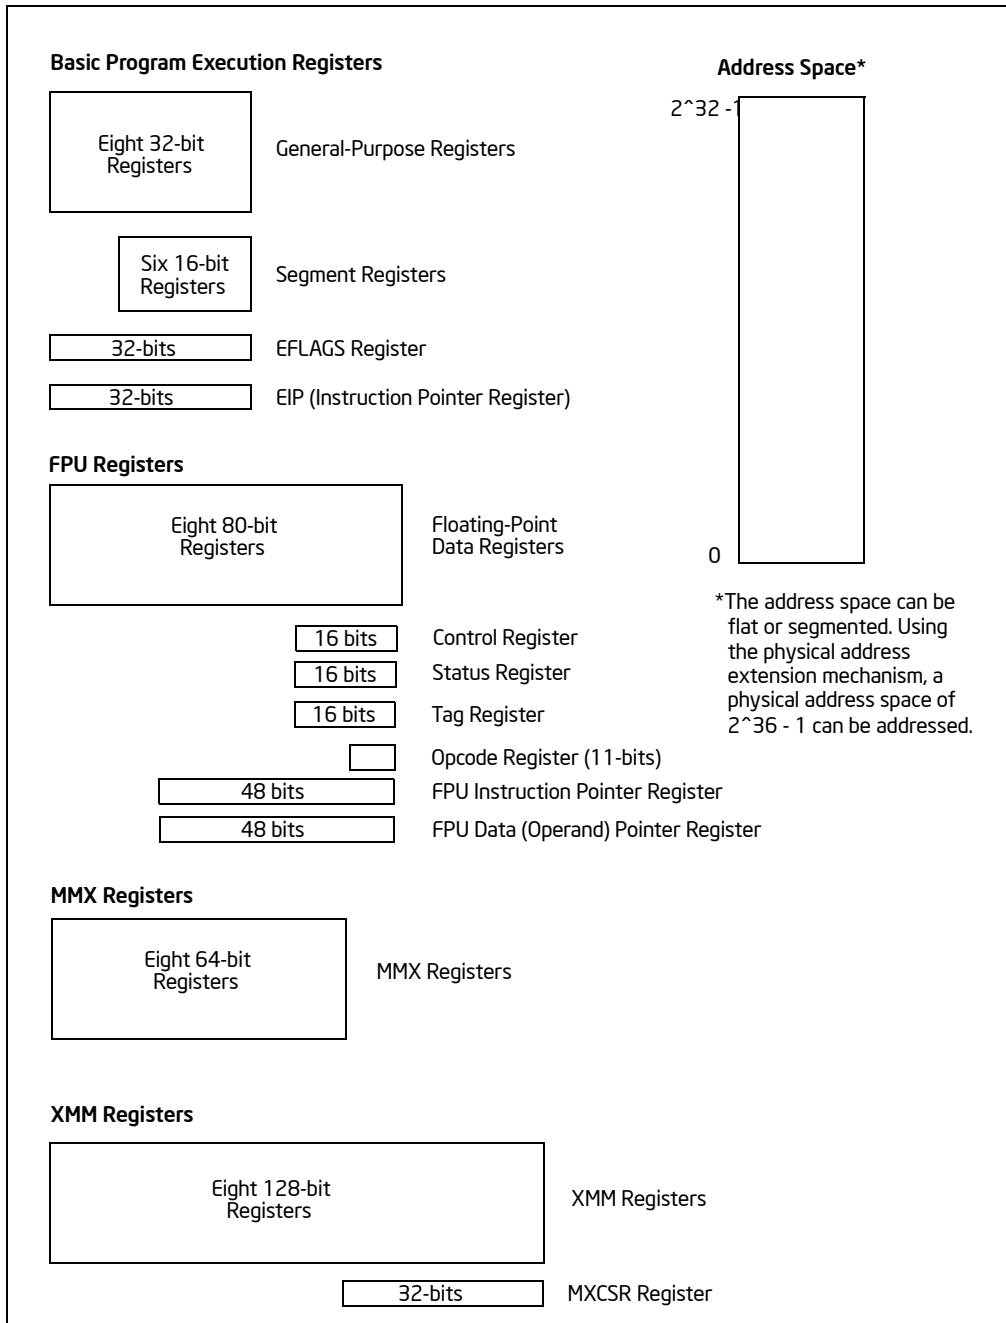 Basic Program Execution Registers
Address Space*
2^32 -1
Eight 32-bit
Registers
General-Purpose Registers
Six 16-bit
Registers
Segment Registers
32-bits
EFLAGS Register
32-bits
EIP (Instruction Pointer Register)
FPU Registers
Eight 80-bit
Registers
Floating-Point
Data Registers
0
*The address space can be
flat or segmented. Using
the physical address
extension mechanism, a
physical address space of
2^36 - 1 can be addressed.
16 bits
Control Register
16 bits
Status Register
16 bits
Tag Register
Opcode Register (11-bits)
48 bits
FPU Instruction Pointer Register
48 bits
FPU Data (Operand) Pointer Register
MMX Registers
Eight 64-bit
Registers
MMX Registers
XMM Registers
Eight 128-bit
Registers
XMM Registers
32-bits
MXCSR Register